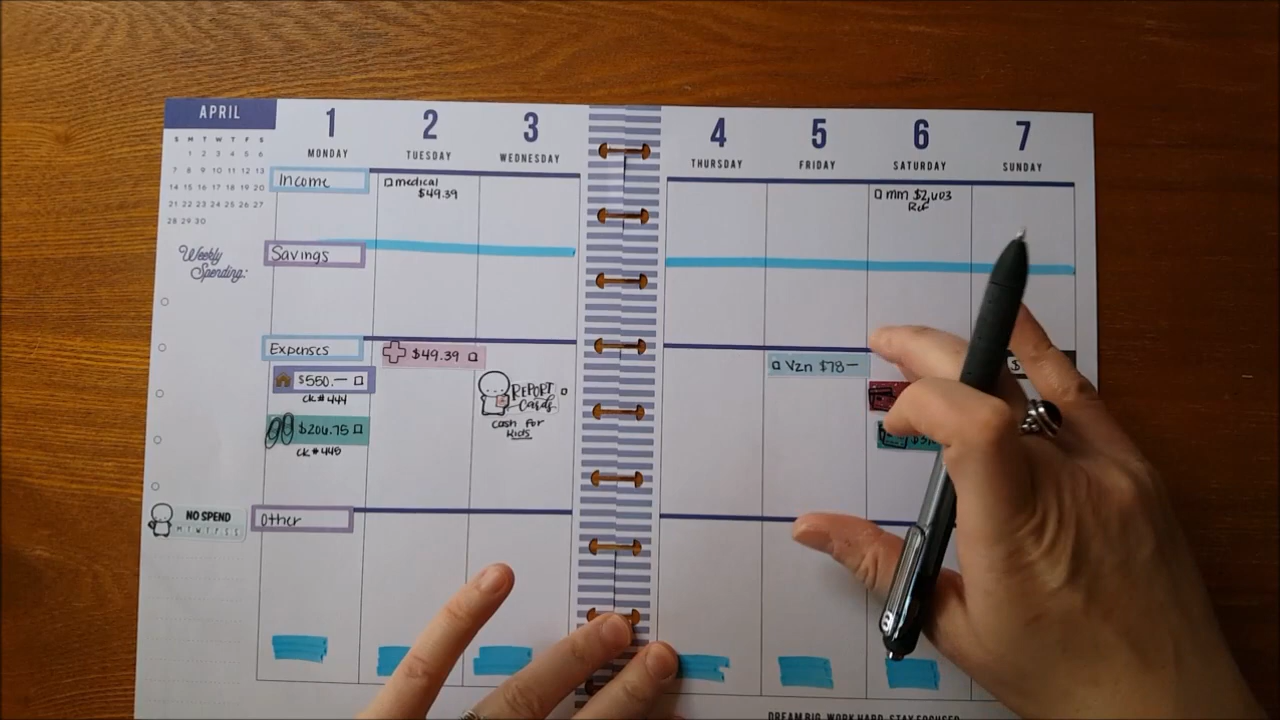 APRIL
S M T W T F S
1 2 3 4 5 6
7 8 9 10 11 12 13
14 15 16 17 18 19 20
21 22 23 24 25 26 27
28 29 30
1
MONDAY
2
TUESDAY
3
WEDNESDAY
4
THURSDAY
5
FRIDAY
6
SATURDAY
7
SUNDAY
Income
medical
$49.39
mm
Ref
Weekly
Spending:
Savings
Expenses
$550.—
ck#444
$206.75
$49.39
REPORT
Cards
cash for
kids
Vzn $78—
$
NO SPEND
M T W T F S S
Other
DREAM BIG. WORK HARD. STAY FOCUSED